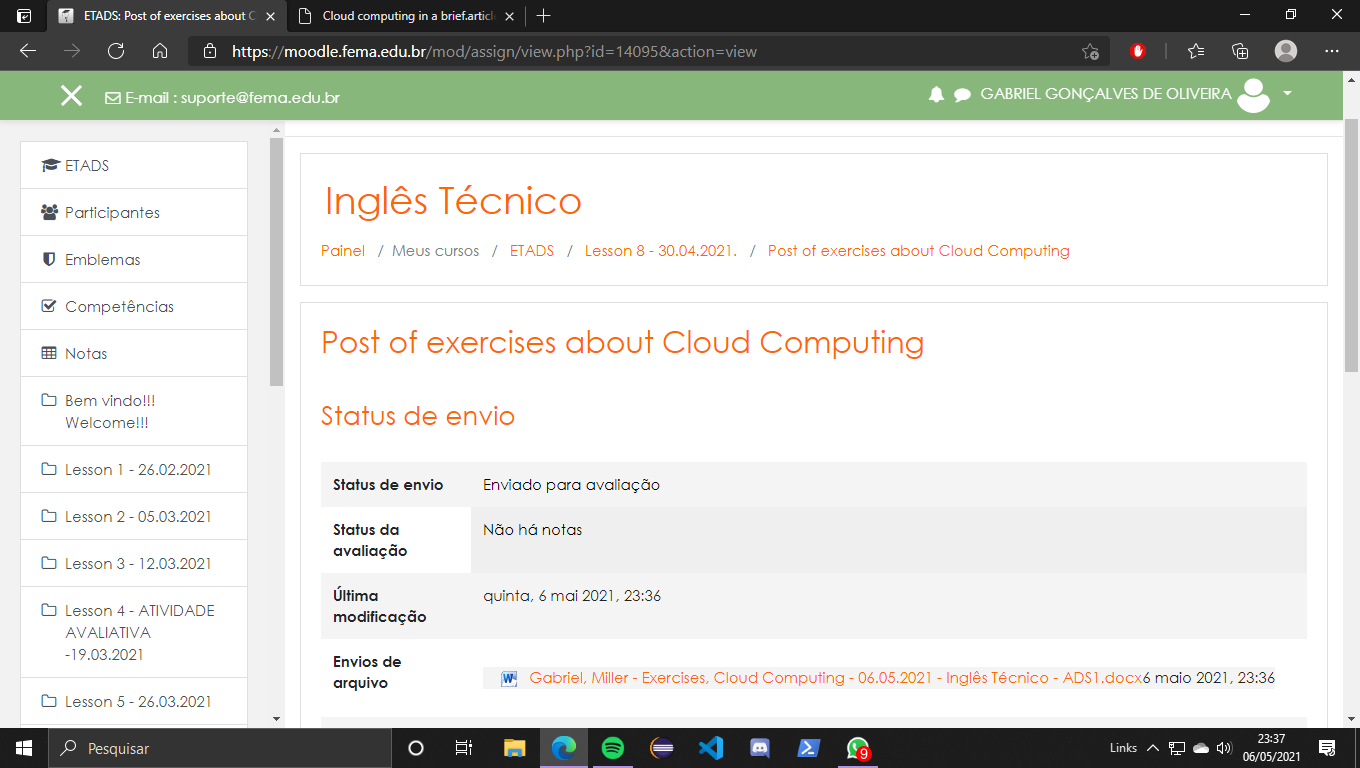 ETADS: Post of exercises about C
Cloud computing in a brief.articl
https://moodle.fema.edu.br/mod/assign/view.php?id=14095&action=view
E-mail : suporte@fema.edu.br
GABRIEL GONÇALVES DE OLIVEIRA
ETADS
Participantes
Emblemas
Competências
Notas
Bem vindo!!!
Welcome!!!
Lesson 1 - 26.02.2021
Lesson 2 - 05.03.2021
Lesson 3 - 12.03.2021
Lesson 4 - ATIVIDADE
AVALIATIVA
-19.03.2021
Lesson 5 - 26.03.2021
Inglês Técnico
Painel / Meus cursos / ETADS / Lesson 8 - 30.04.2021. / Post of exercises about Cloud Computing
Post of exercises about Cloud Computing
Status de envio
Status de envio
Enviado para avaliação
Status da
avaliação
Não há notas
Última
modificação
quinta, 6 mai 2021, 23:36
Envios de
arquivo
Gabriel, Miller - Exercises, Cloud Computing - 06.05.2021 - Inglês Técnico - ADS1.docx6 maio 2021, 23:36
Pesquisar
9
Links
23:37
06/05/2021